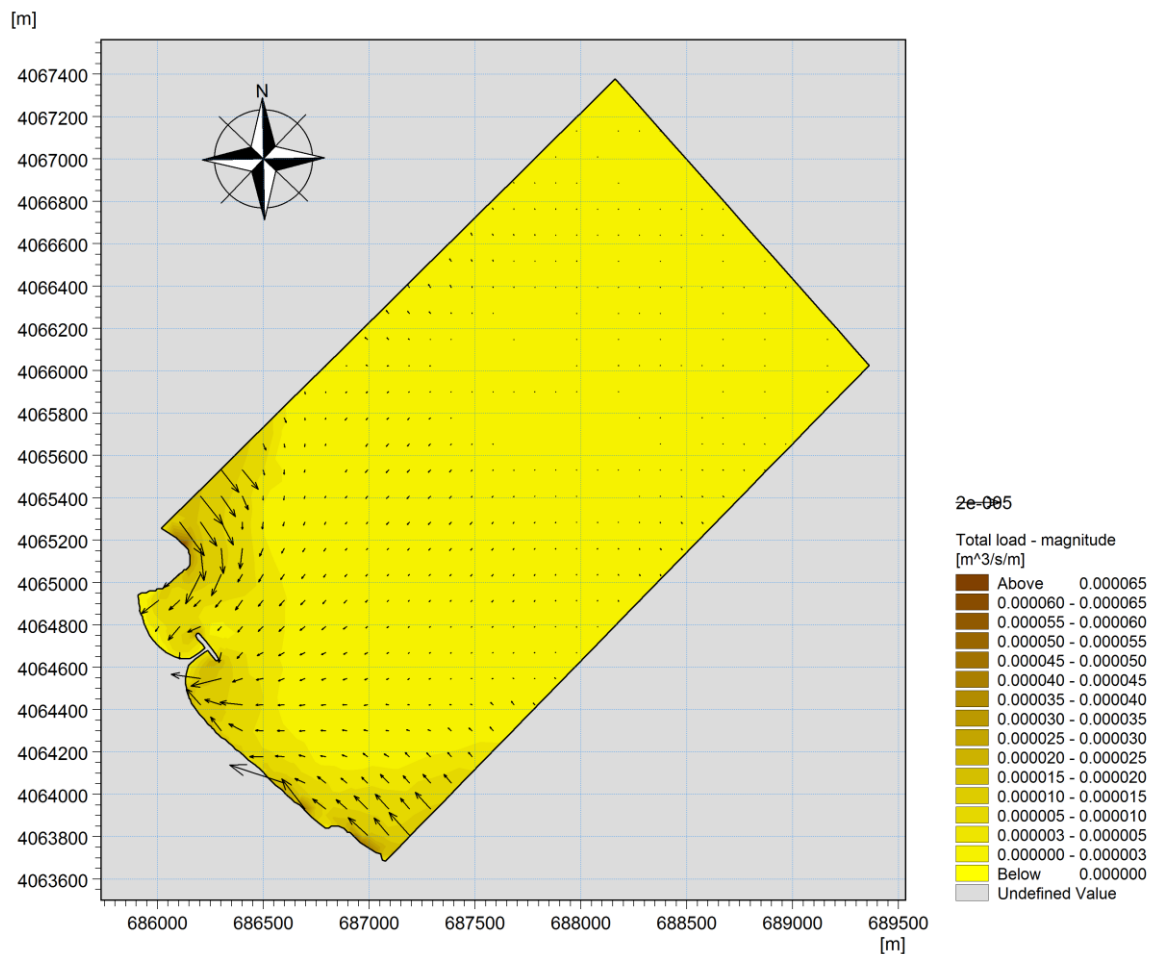 [m]
N
4067400
4067200
4067000
4066800
4066600
4066400
4066200
4066000
4065800
4065600
4065400
4065200
4065000
4064800
4064600
4064400
4064200
4064000
4063800
4063600
686000 686500 687000 687500 688000 688500 689000 689500
[m]
2e-005
Total load - magnitude
[m^3/s/m]
Above 0.000065
0.000060 - 0.000065
0.000055 - 0.000060
0.000050 - 0.000055
0.000045 - 0.000050
0.000040 - 0.000045
0.000035 - 0.000040
0.000030 - 0.000035
0.000025 - 0.000030
0.000020 - 0.000025
0.000015 - 0.000020
0.000010 - 0.000015
0.000005 - 0.000010
0.000003 - 0.000005
0.000000 - 0.000003
Below 0.000000
Undefined Value